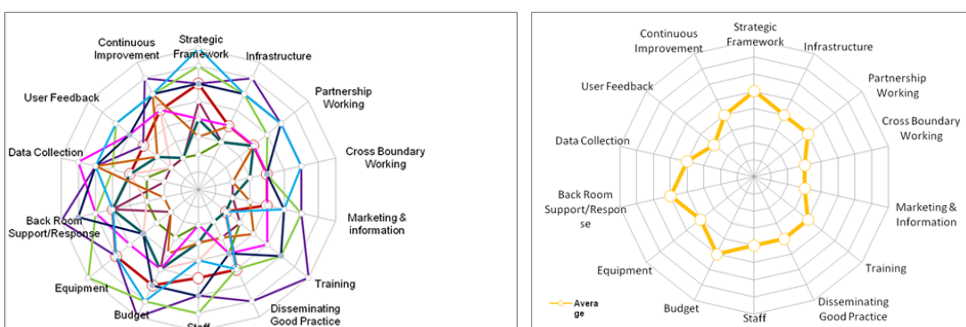 Strategic
Framework
Infrastructure
Partnership
Working
Cross Boundary
Working
Marketing &
information
Training
Disseminating
Good Practice
Staff
Budget
Equipment
Back Room
Support/Response
Data Collection
User Feedback
Continuous
Improvement
Strategic
Framework
Infrastructure
Partnership
Working
Cross Boundary
Working
Marketing &
Information
Training
Disseminating
Good Practice
Staff
Budget
Equipment
Back Room
Support/Respon
se
Data Collection
User Feedback
Continuous
Improvement
Avera
ge